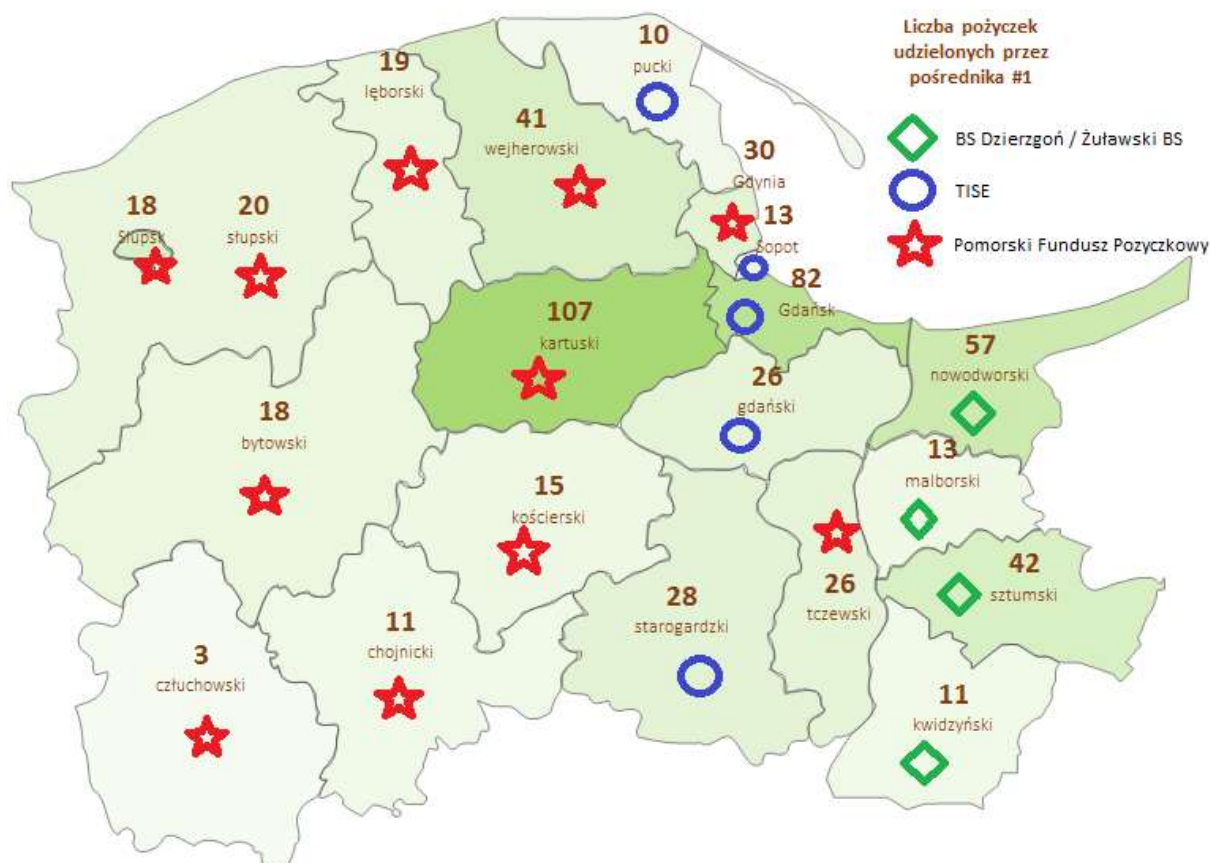 Liczba pożyczek
udzielonych przez
pośrednika #1
BS Dzierzgoń / Żuławski BS
TISE
Pomorski Fundusz Pozyczkowy
10
pucki
19
lęborski
41
wejherowski
30
Gdynia
13
Sopot
18
Słupsk
20
słupski
82
Gdańsk
107
kartuski
57
nowodworski
26
gdański
18
bytowski
13
malborski
15
kościerski
42
sztumski
28
starogardzki
26
tczewski
11
chojnicki
3
człuchowski
11
kwidzyński